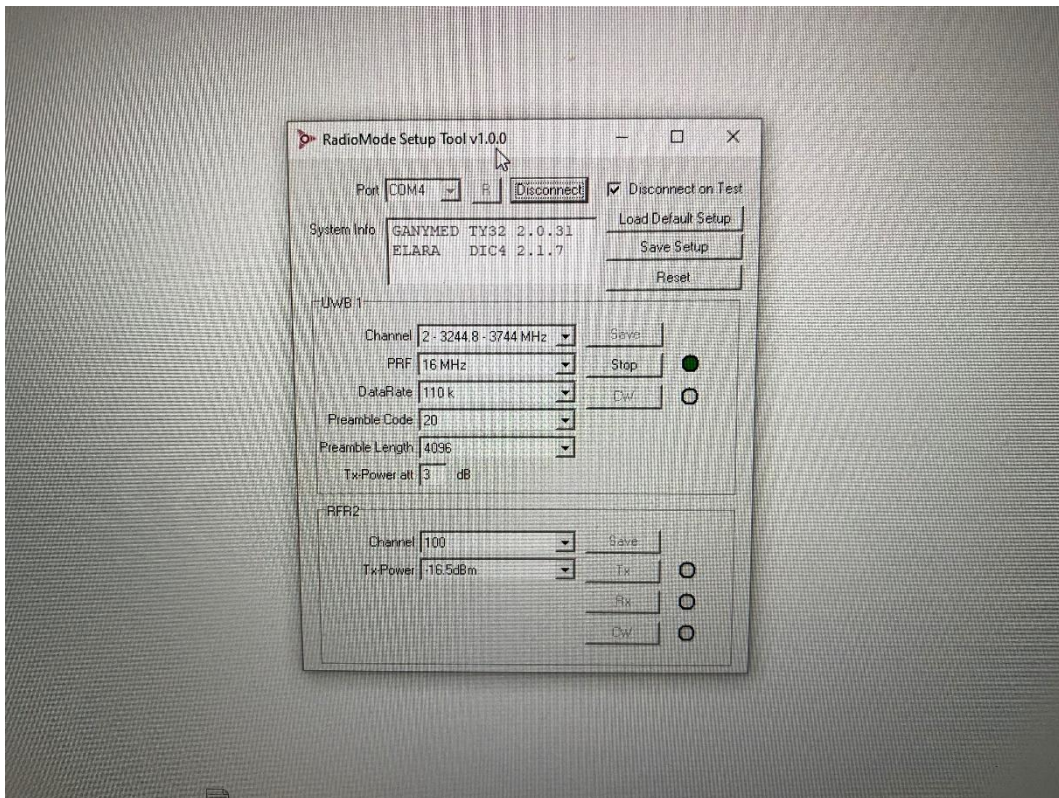 RadioMode Setup Tool v1.0.0
Port COM4 R Disconnect Disconnect on Test
Load Default Setup
System Info GANYMED TY32 2.0.31
ELARA DIC4 2.1.7
Save Setup
Reset
UWB 1
Channel 2 - 3244.8 - 3744 MHz Save
PRF 16 MHz Stop
DataRate 110 k CW
Preamble Code 20
Preamble Length 4096
Tx-Power att 3 dB
RFR2
Channel 100 Save
Tx-Power -16.5dBm Tx
Rx
CW